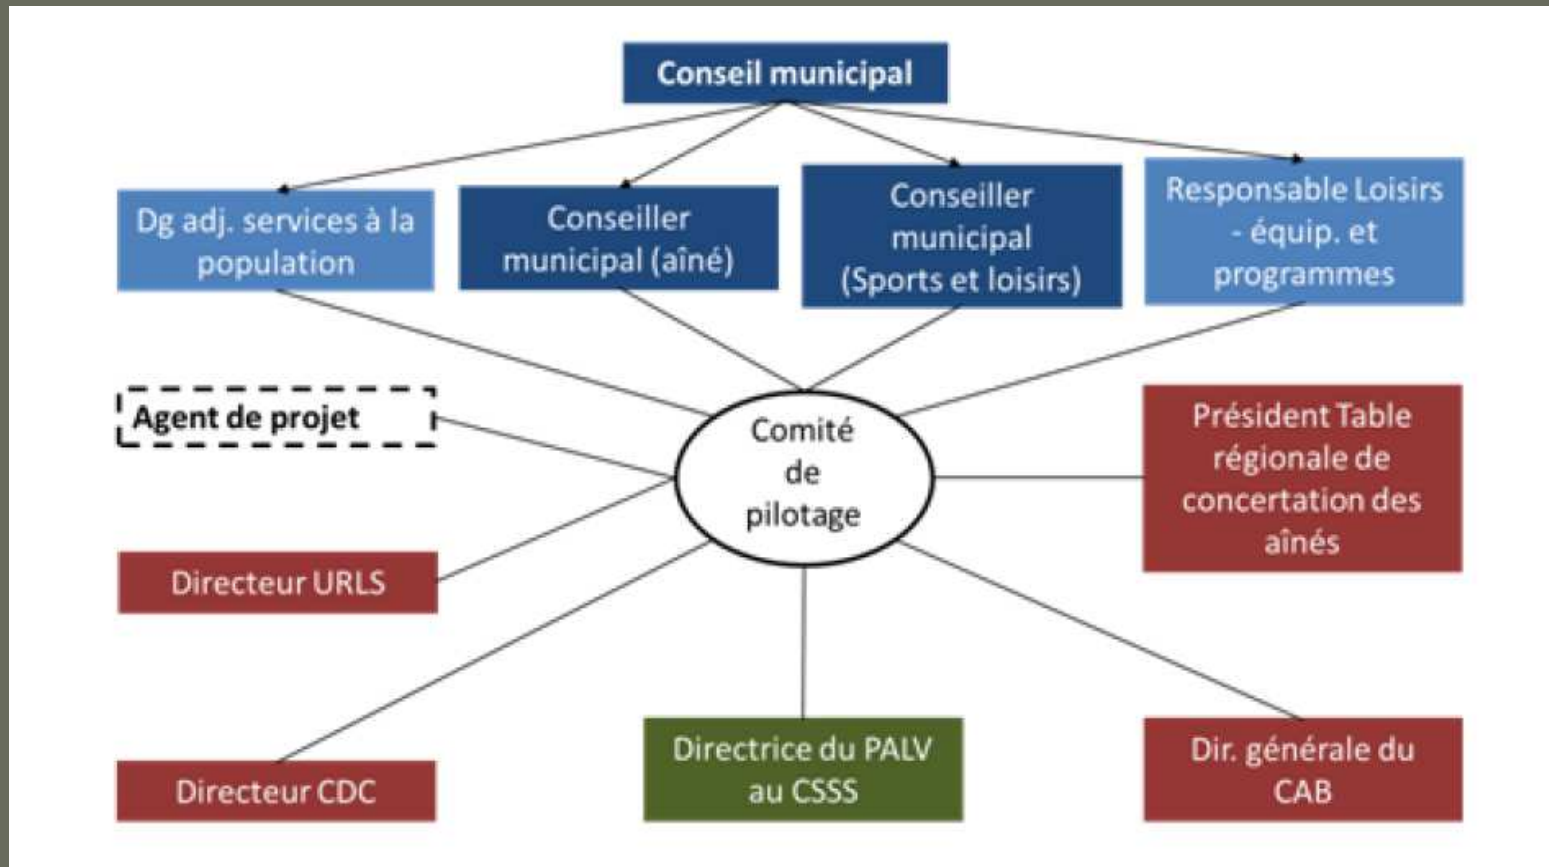 Conseil municipal
Dg adj. services à la
population
Conseiller
municipal (aîné)
Conseiller
municipal
(Sports et loisirs)
Responsable Loisirs
- équip. et
programmes
Agent de projet
Comité
de
pilotage
Président Table
régionale de
concertation des
aînés
Directeur URLS
Directeur CDC
Directrice du PALV
au CSSS
Dir. générale du
CAB